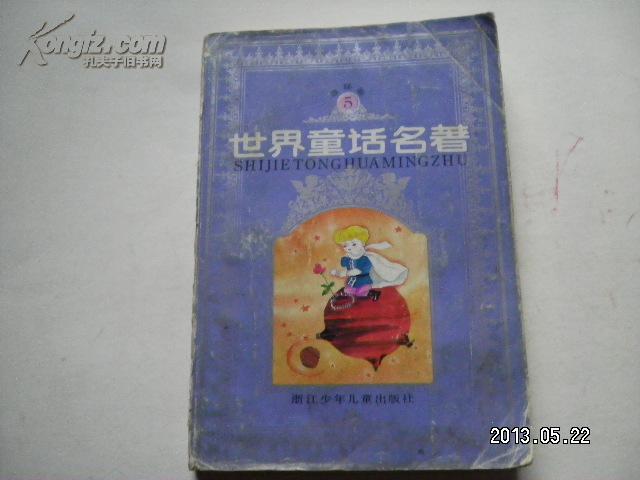 Kongfz.com
孔夫子旧书网
5
世界童话名著
SHIJIETONGHUAMINGZHU
浙江少年儿童出版社
2013.05.22